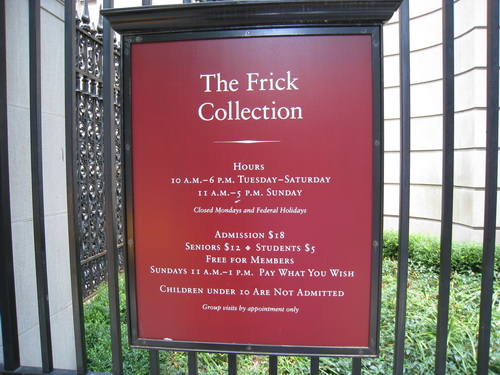 The Frick
Collection
Hours
10 A.M.–6 P.M. Tuesday–Saturday
11 A.M.–5 P.M. Sunday
Closed Mondays and Federal Holidays
Admission $18
Seniors $12 ◆ Students $5
Free for Members
Sundays 11 A.M.–1 P.M. Pay What You Wish
Children under 10 Are Not Admitted
Group visits by appointment only